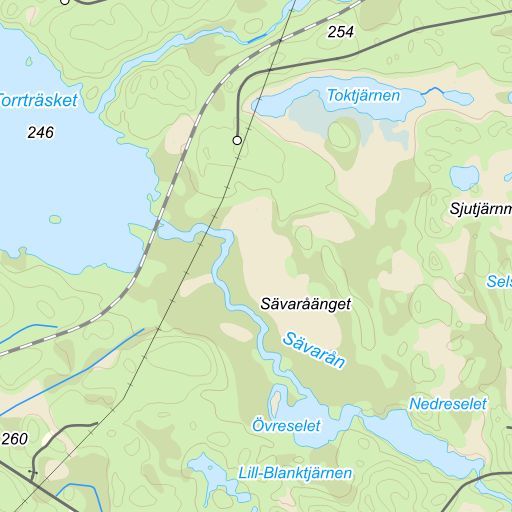 254
Torrträsket
Toktjärnen
246
Sjutjärnm
Sels
Sävaråänget
Sävarån
Nedreselet
Övreselet
260
Lill-Blanktjärnen